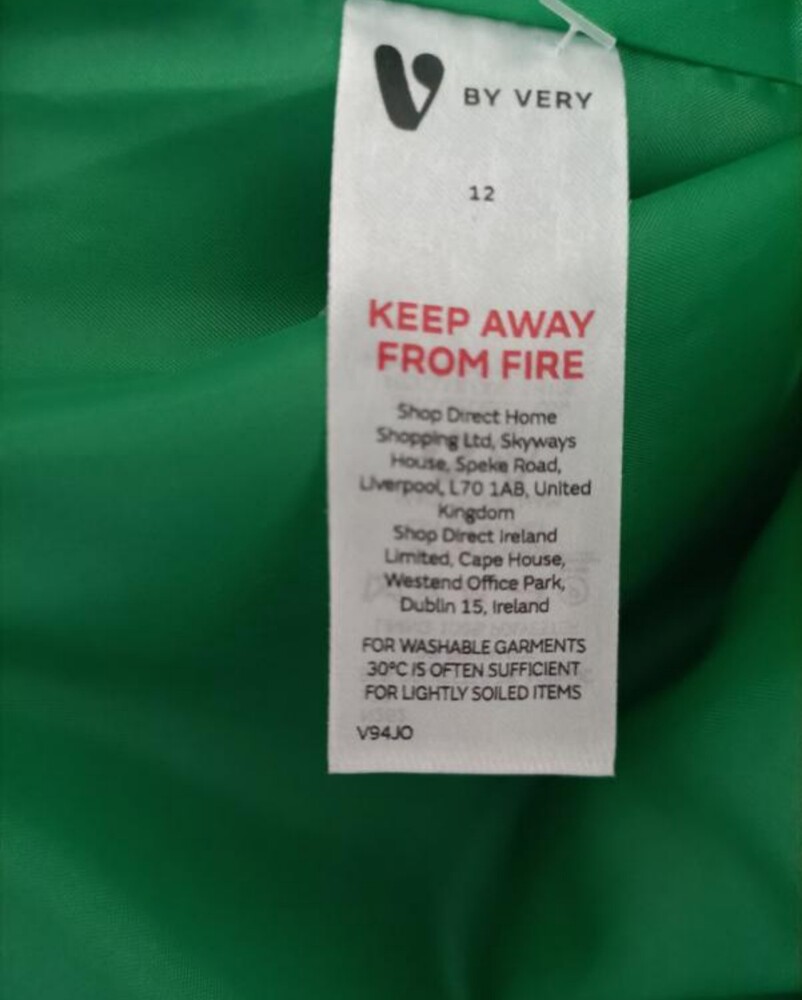 V BY VERY
12
KEEP AWAY
FROM FIRE
Shop Direct Home
Shopping Ltd, Skyways
House, Speke Road,
Liverpool, L70 1AB, United
Kingdom
Shop Direct Ireland
Limited, Cape House,
Westend Office Park,
Dublin 15, Ireland
FOR WASHABLE GARMENTS
30°C IS OFTEN SUFFICIENT
FOR LIGHTLY SOILED ITEMS
V94JO